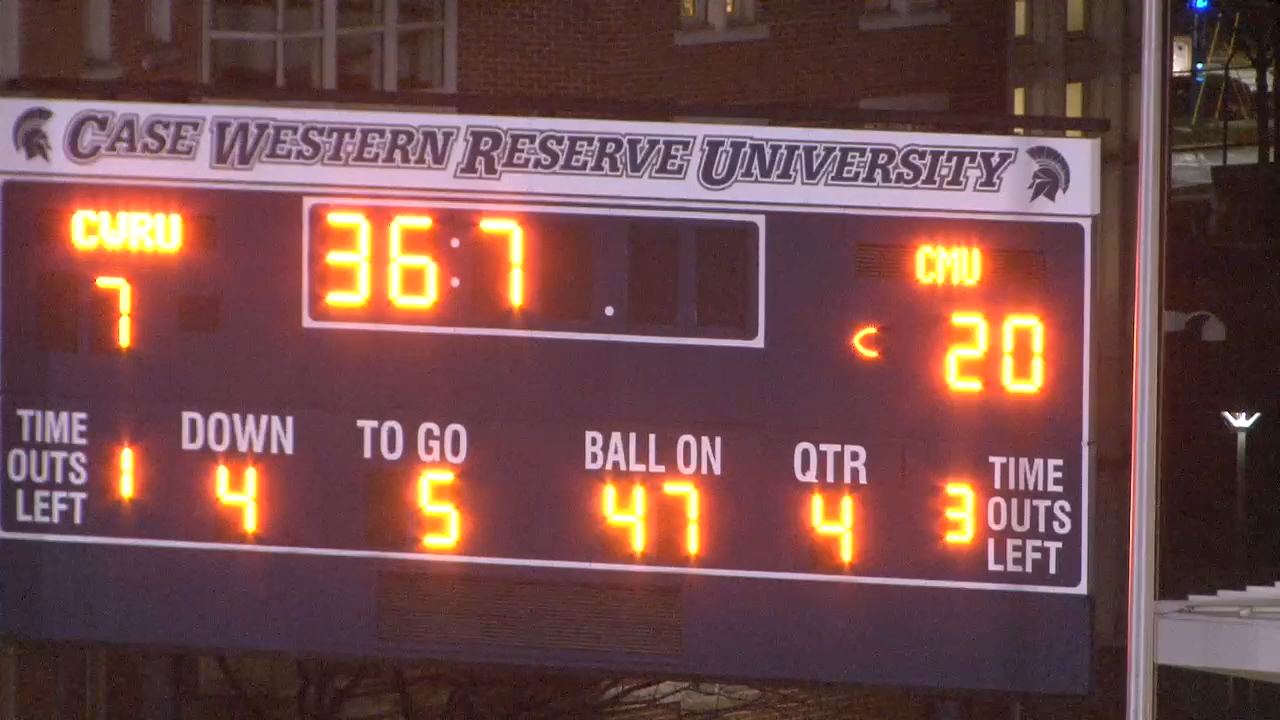 CASE WESTERN RESERVE UNIVERSITY
CWRU 36:7 . CMU
7 < 20
TIME OUTS LEFT 1
DOWN 4
TO GO 5
BALL ON 47
QTR 4
3 TIME OUTS LEFT